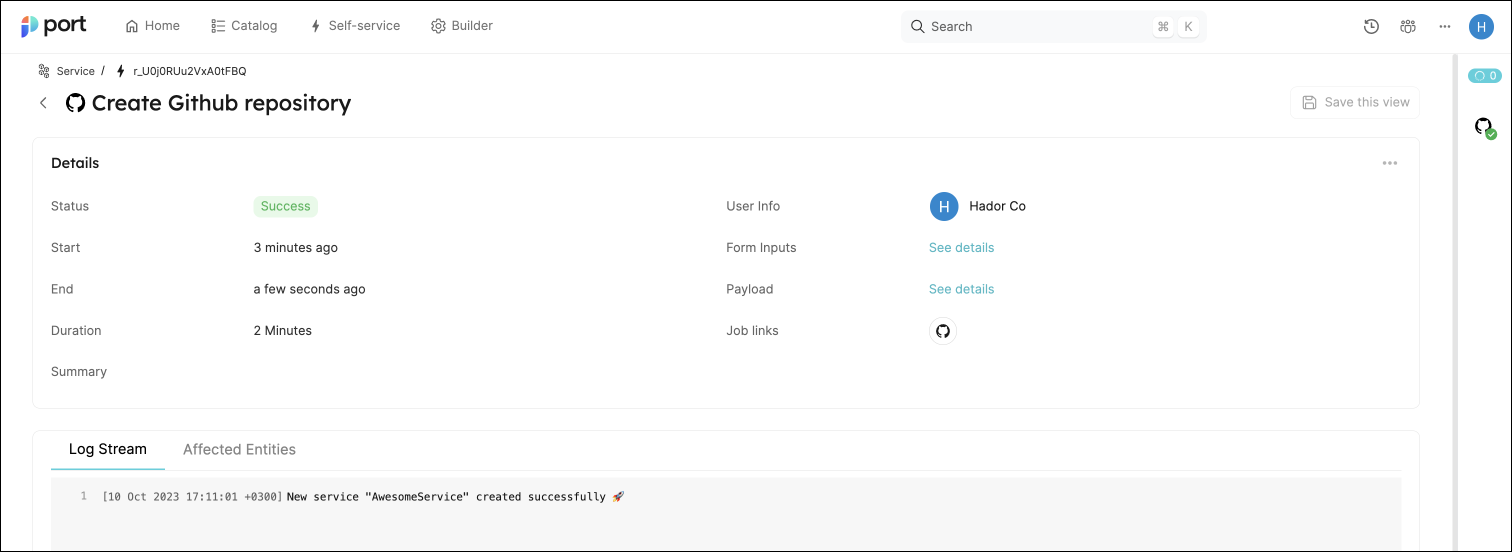 port Home Catalog Self-service Builder Search ⌘ K ... H
Service / r_U0j0RUu2VxA0tFBQ
0
Create Github repository Save this view
Details
Status Success User Info H Hador Co
Start 3 minutes ago Form Inputs See details
End a few seconds ago Payload See details
Duration 2 Minutes Job links
Summary
Log Stream Affected Entities
1 [10 Oct 2023 17:11:01 +0300] New service "AwesomeService" created successfully 🚀